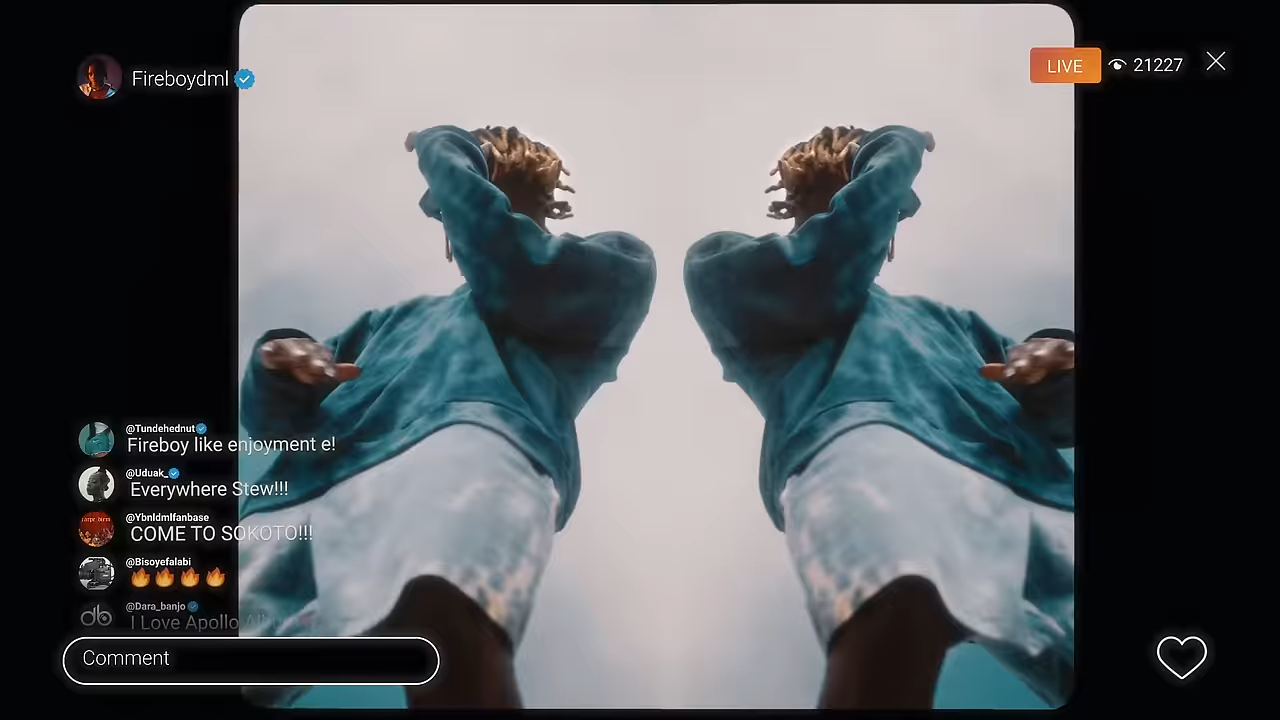 Fireboydml
LIVE
21227
@Tundehednut
Fireboy like enjoyment e!
@Uduak_
Everywhere Stew!!!
@Ybnldmlfanbase
COME TO SOKOTO!!!
@Bisoyefalabi
🔥🔥🔥🔥
@Dara_banjo
db
I Love Apollo
Comment